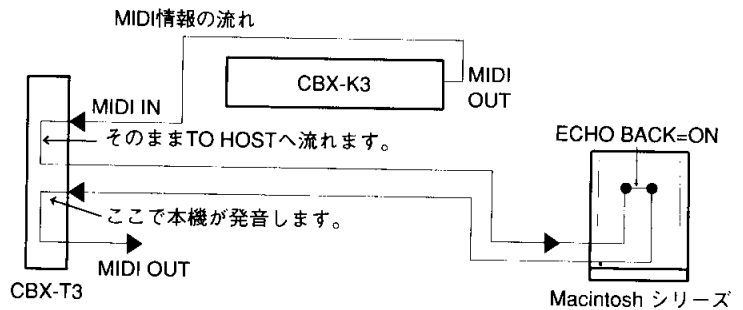 MIDI情報の流れ
CBX-K3
MIDI
OUT
MIDI IN
そのままTO HOSTへ流れます。
ECHO BACK=ON
ここで本機が発音します。
MIDI OUT
CBX-T3
Macintosh シリーズ